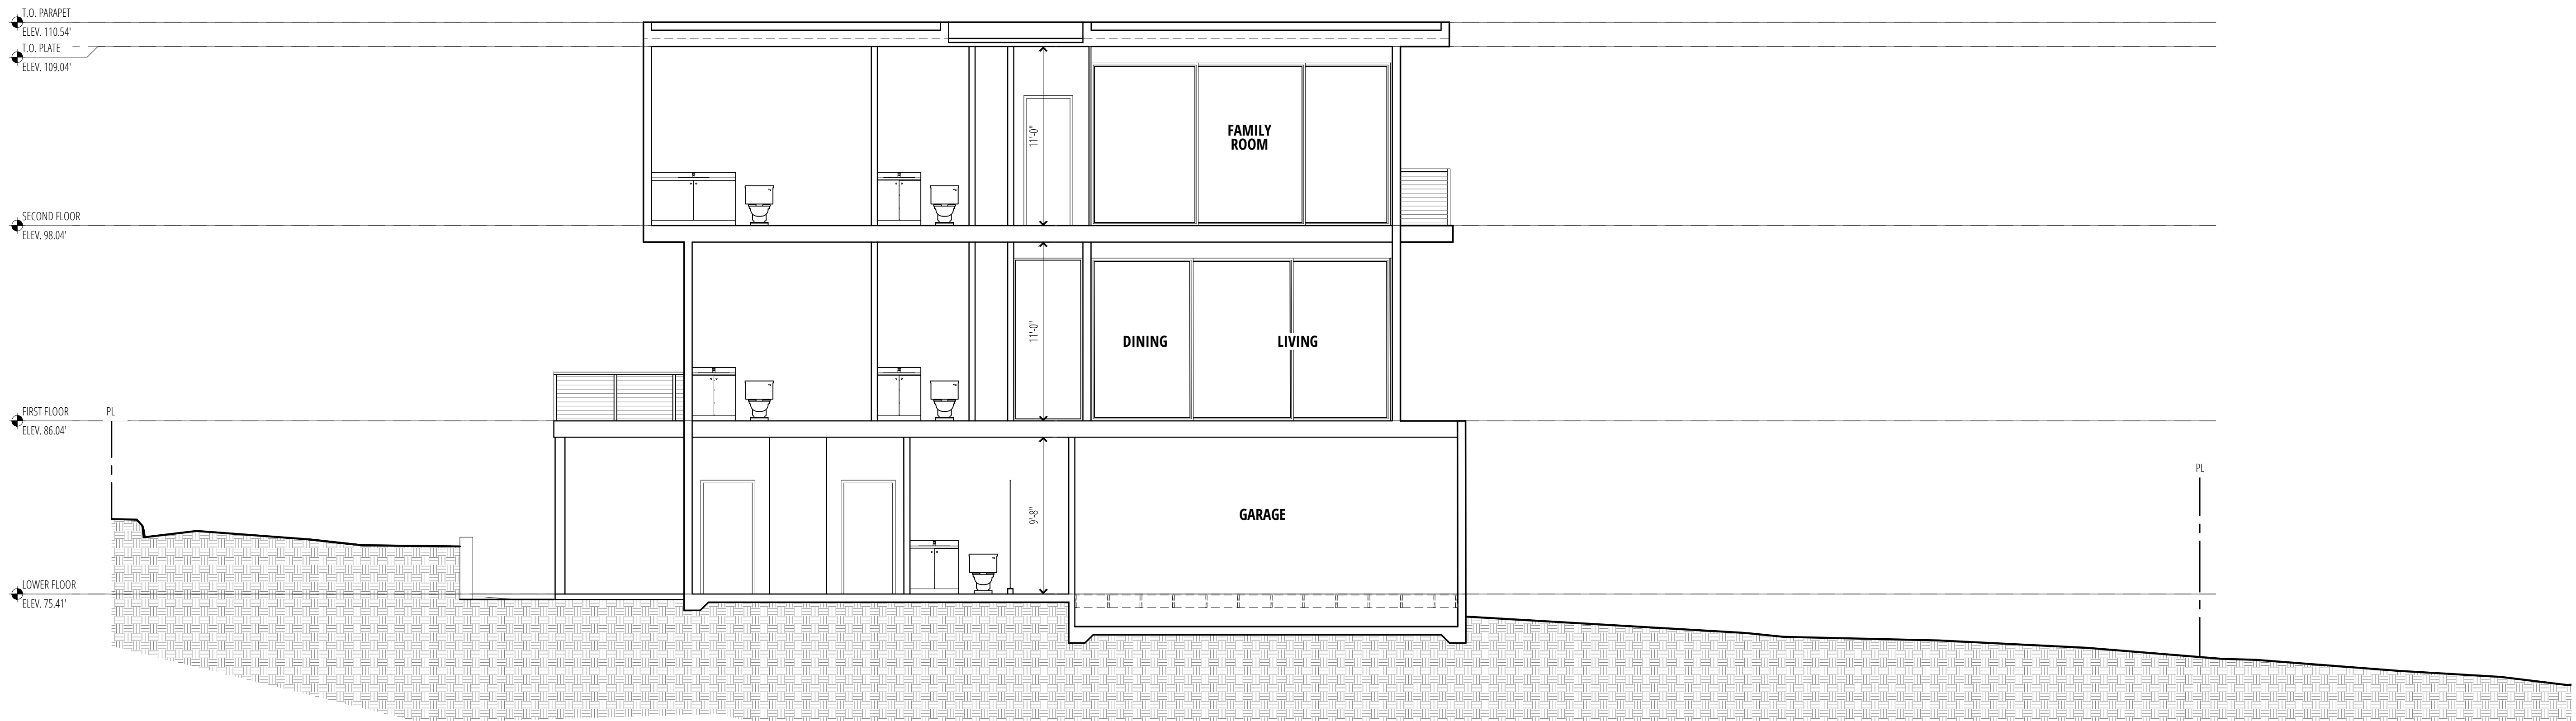 T.O. PARAPET
ELEV. 110.54'
T.O. PLATE
ELEV. 109.04'
11'-0"
FAMILY
ROOM
SECOND FLOOR
ELEV. 98.04'
11'-0"
DINING
LIVING
FIRST FLOOR
ELEV. 86.04'
PL
PL
9'-8"
GARAGE
LOWER FLOOR
ELEV. 75.41'